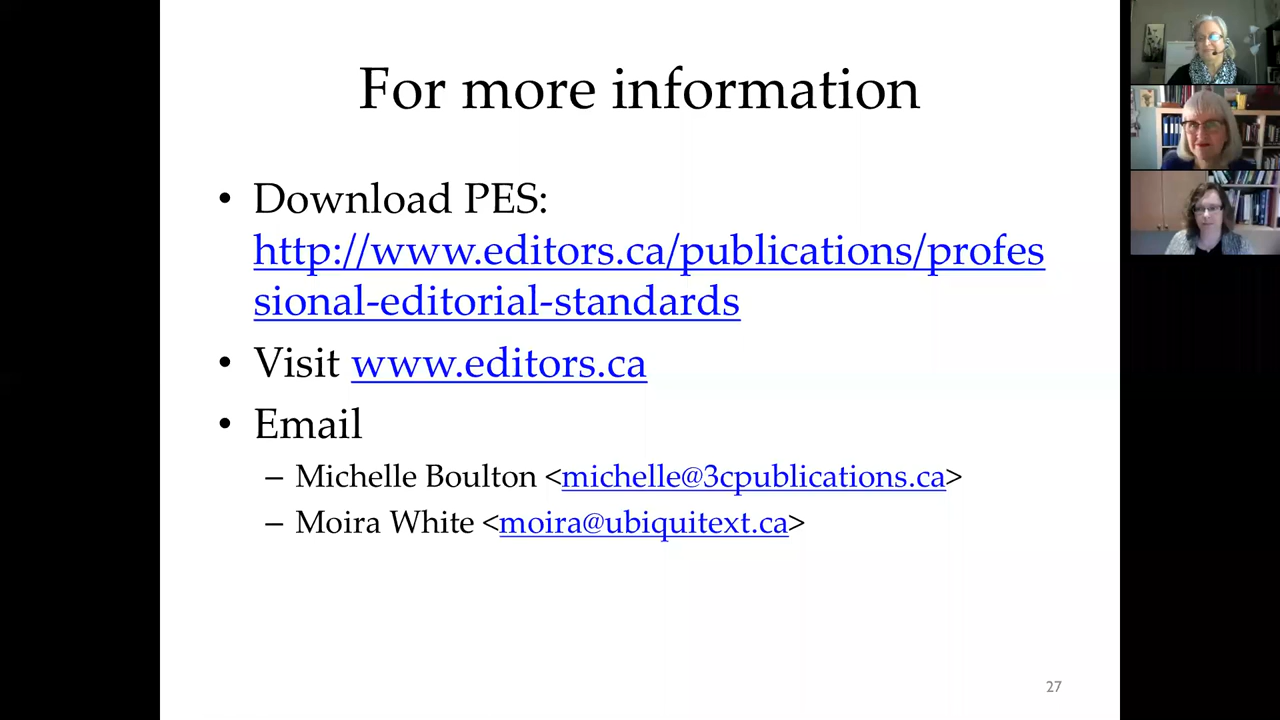 For more information
• Download PES:
http://www.editors.ca/publications/profes
sional-editorial-standards
• Visit www.editors.ca
• Email
– Michelle Boulton <michelle@3cpublications.ca>
– Moira White <moira@ubiquitext.ca>
27